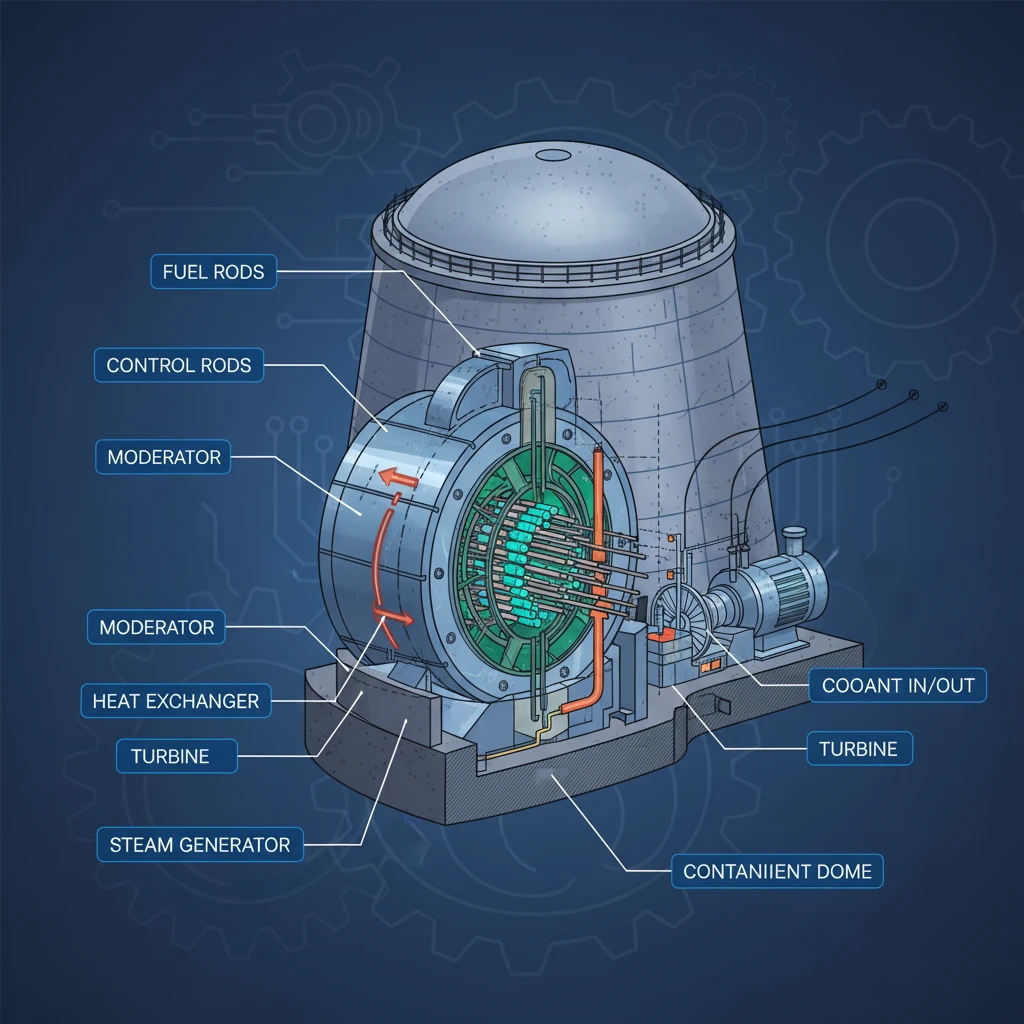 FUEL RODS
CONTROL RODS
MODERATOR
MODERATOR
HEAT EXCHANGER
COOANT IN/OUT
TURBINE
TURBINE
STEAM GENERATOR
CONTANIIENT DOME